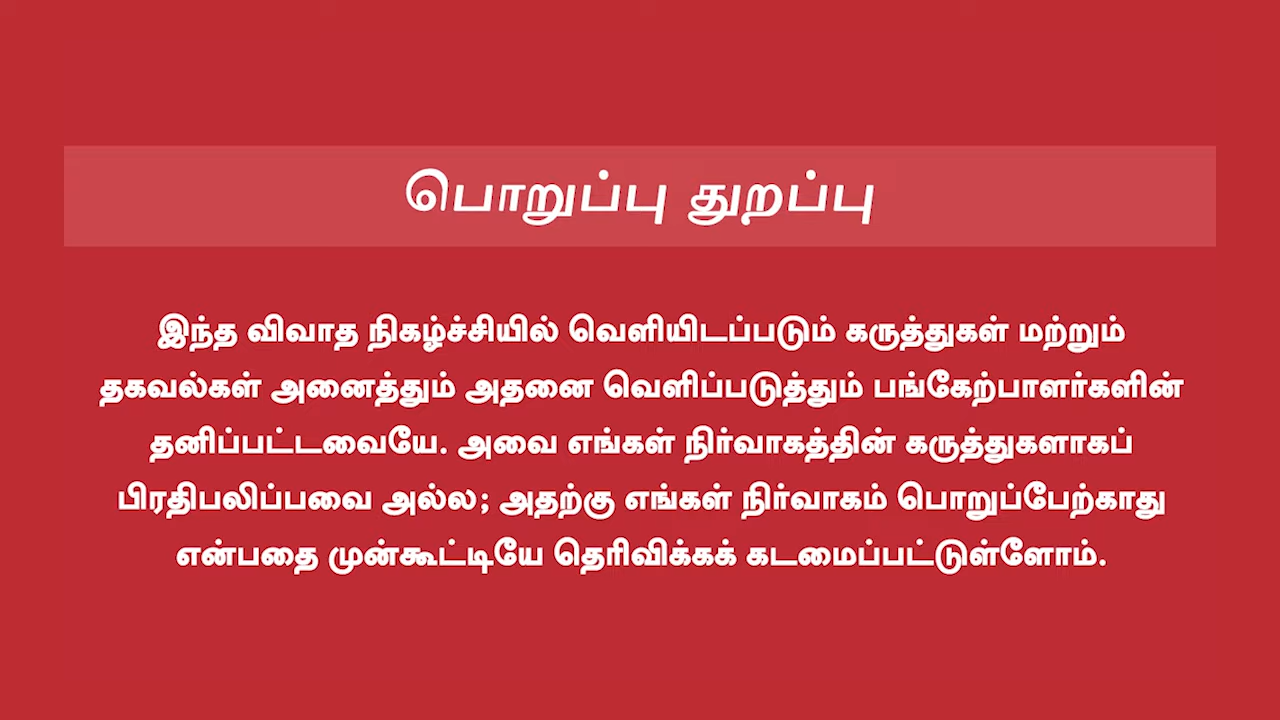 பொறுப்பு துறப்பு
இந்த விவாத நிகழ்ச்சியில் வெளியிடப்படும் கருத்துகள் மற்றும்
தகவல்கள் அனைத்தும் அதனை வெளிப்படுத்தும் பங்கேற்பாளர்களின்
தனிப்பட்டவையே. அவை எங்கள் நிர்வாகத்தின் கருத்துகளாகப்
பிரதிபலிப்பவை அல்ல; அதற்கு எங்கள் நிர்வாகம் பொறுப்பேற்காது
என்பதை முன்கூட்டியே தெரிவிக்கக் கடமைப்பட்டுள்ளோம்.